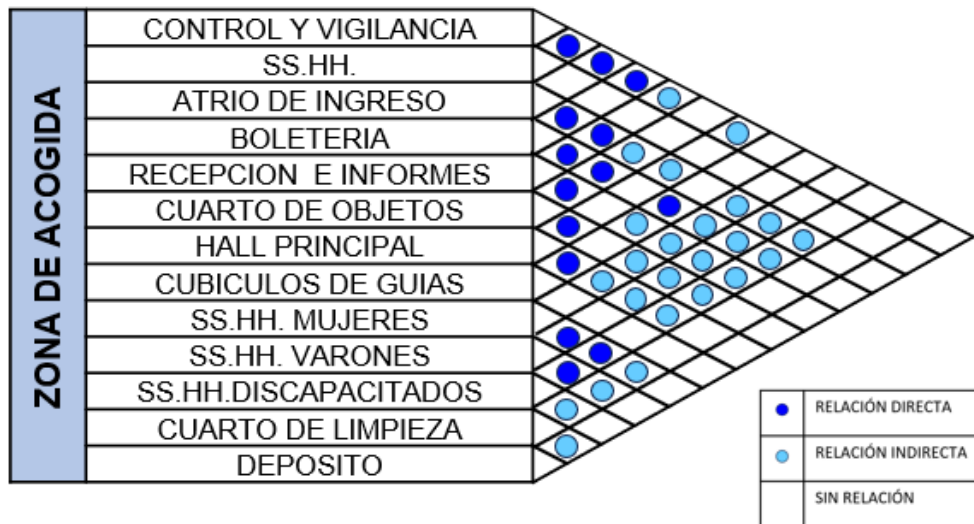 ZONA DE ACOGIDA
CONTROL Y VIGILANCIA
SS.HH.
ATRIO DE INGRESO
BOLETERIA
RECEPCION E INFORMES
CUARTO DE OBJETOS
HALL PRINCIPAL
CUBICULOS DE GUIAS
SS.HH. MUJERES
SS.HH. VARONES
SS.HH.DISCAPACITADOS
CUARTO DE LIMPIEZA
DEPOSITO
RELACIÓN DIRECTA
RELACIÓN INDIRECTA
SIN RELACIÓN